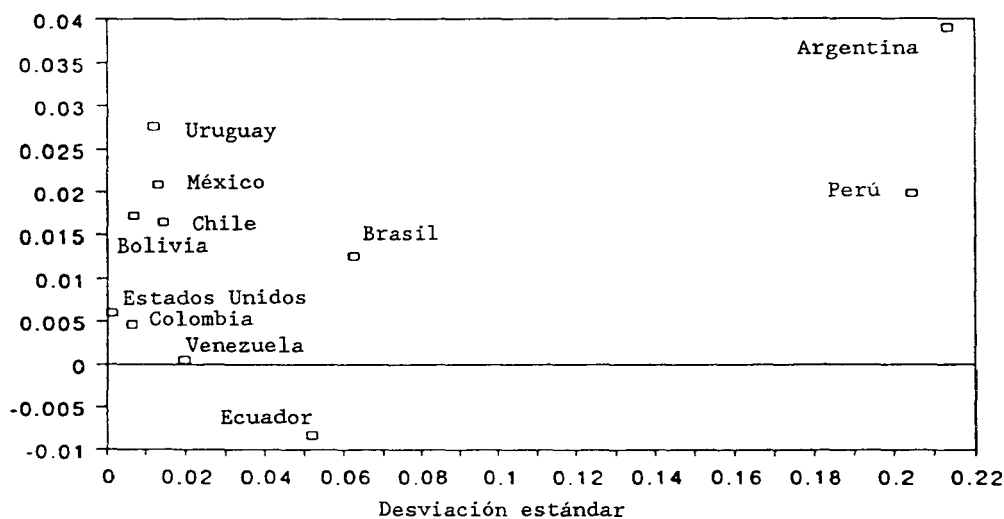 0.04
Argentina
0.035
0.03
Uruguay
0.025
México
0.02
Perú
Chile
0.015
Brasil
Bolivia
0.01
Estados Unidos
0.005
Colombia
Venezuela
0
-0.005
Ecuador
-0.01
0 0.02 0.04 0.06 0.08 0.1 0.12 0.14 0.16 0.18 0.2 0.22
Desviación estándar